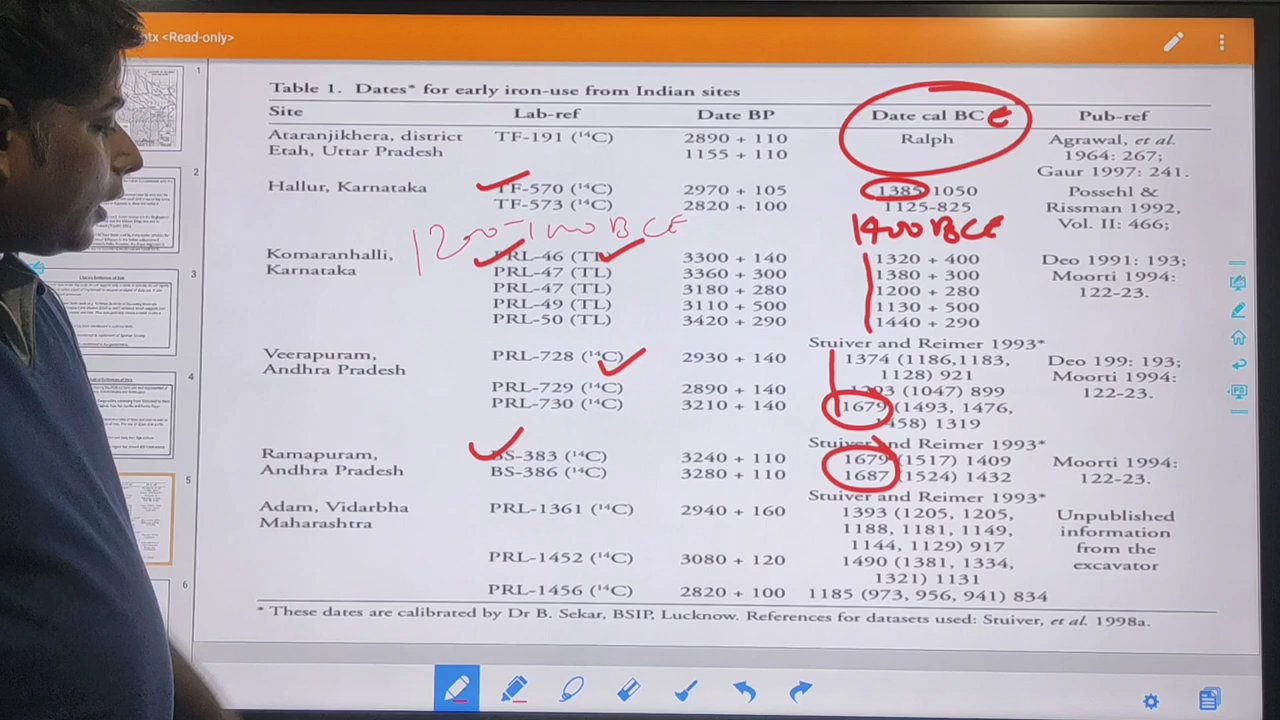 ptx <Read-only>
Table 1. Dates* for early iron-use from Indian sites
Site Lab-ref Date BP Date cal BC E Pub-ref
Ataranjikhera, district TF-191 (14C) 2890 + 110 Ralph Agrawal, et al.
Etah, Uttar Pradesh 1155 + 110 1964: 267;
Gaur 1997: 241.
Hallur, Karnataka TF-570 (14C) 2970 + 105 1385 1050 Possehl &
TF-573 (14C) 2820 + 100 1125-825 Rissman 1992,
1200-1100 BCE 1400 BCE Vol. II: 466;
Komaranhalli, PRL-46 (TL) 3300 + 140 1320 + 400 Deo 1991: 193;
Karnataka PRL-47 (TL) 3360 + 300 1380 + 300 Moorti 1994:
PRL-47 (TL) 3180 + 280 1200 + 280 122-23.
PRL-49 (TL) 3110 + 500 1130 + 500
PRL-50 (TL) 3420 + 290 1440 + 290
Stuiver and Reimer 1993*
Veerapuram, PRL-728 (14C) 2930 + 140 1374 (1186,1183, Deo 199: 193;
Andhra Pradesh 1128) 921 Moorti 1994:
PRL-729 (14C) 2890 + 140 1293 (1047) 899 122-23.
PRL-730 (14C) 3210 + 140 1679 (1493, 1476,
1458) 1319
Stuiver and Reimer 1993*
Ramapuram, BS-383 (14C) 3240 + 110 1679 (1517) 1409 Moorti 1994:
Andhra Pradesh BS-386 (14C) 3280 + 110 1687 (1524) 1432 122-23.
Stuiver and Reimer 1993*
Adam, Vidarbha PRL-1361 (14C) 2940 + 160 1393 (1205, 1205, Unpublished
Maharashtra 1188, 1181, 1149, information
1144, 1129) 917 from the
PRL-1452 (14C) 3080 + 120 1490 (1381, 1334, excavator
1321) 1131
PRL-1456 (14C) 2820 + 100 1185 (973, 956, 941) 834
* These dates are calibrated by Dr B. Sekar, BSIP, Lucknow. References for datasets used: Stuiver, et al. 1998a.
1
2
3
4
5
6